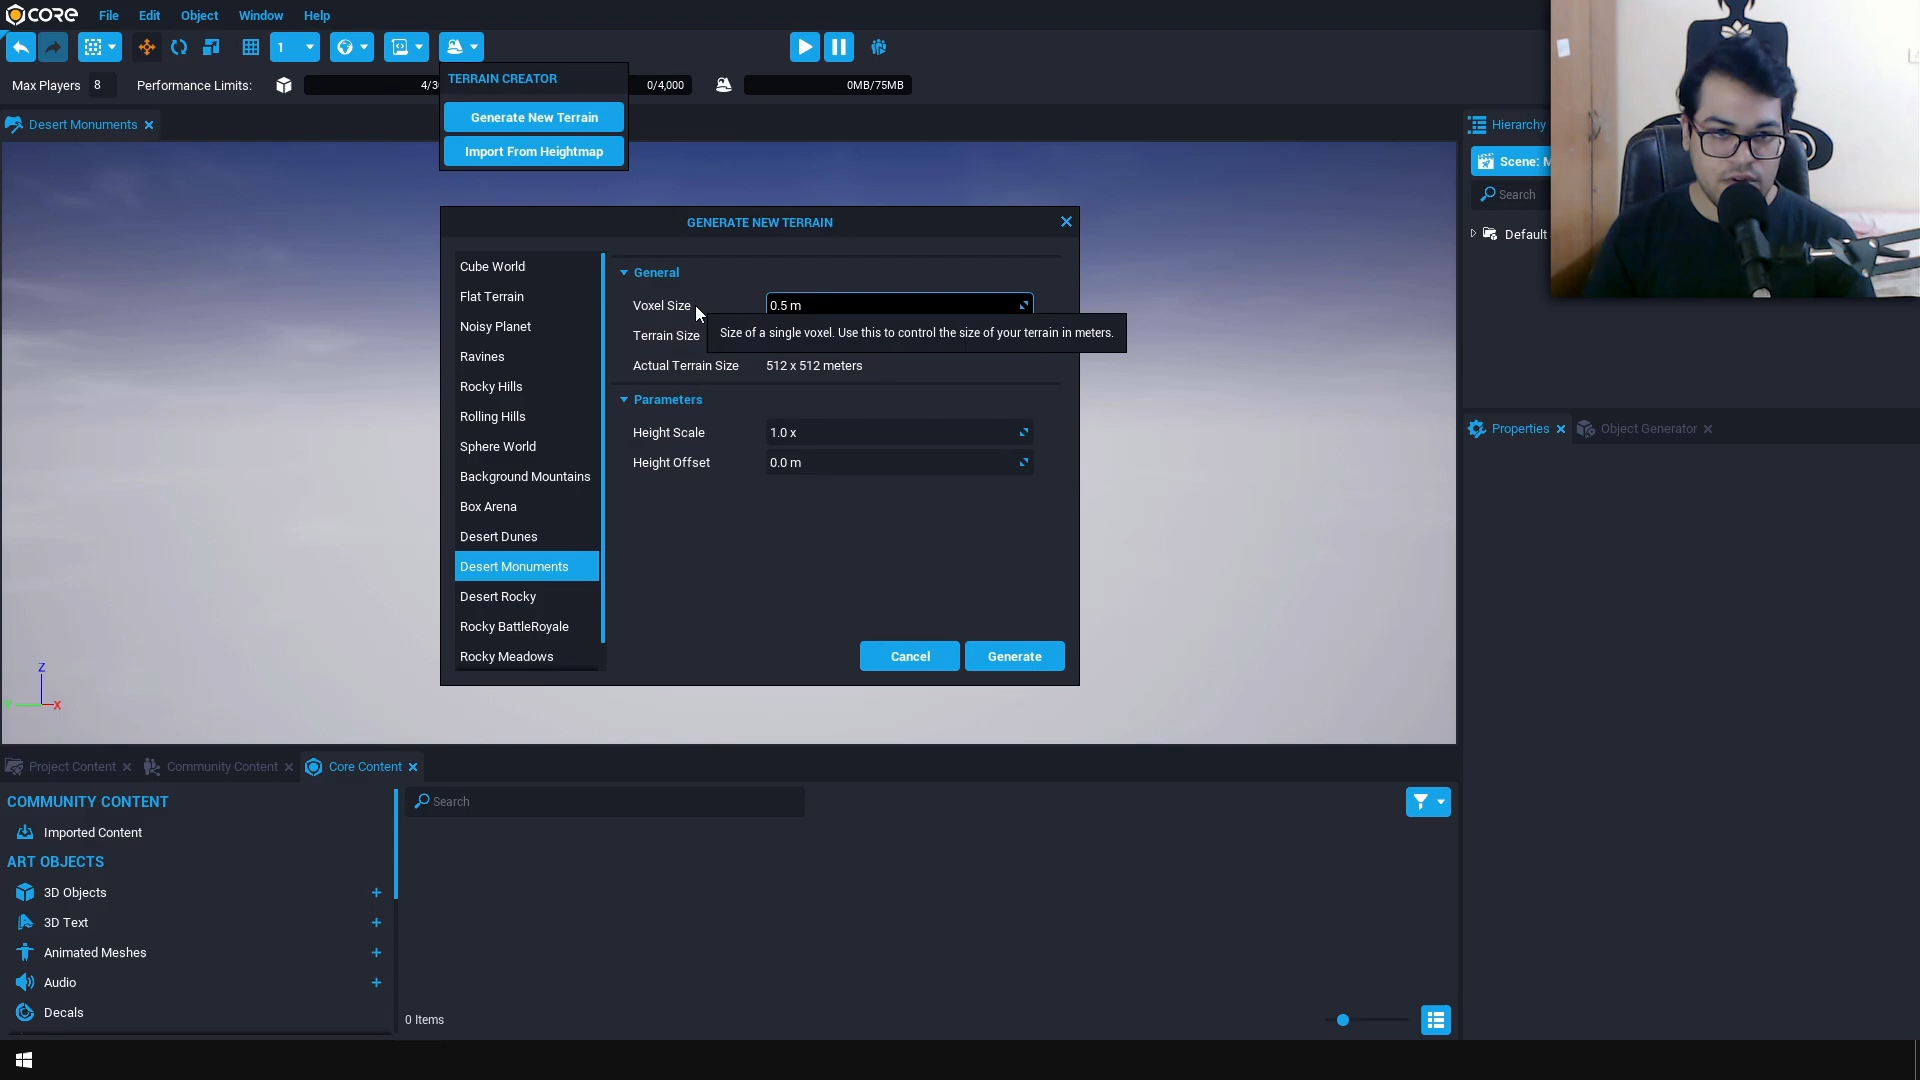 CORE File Edit Object Window Help
1
Max Players 8 Performance Limits: 4/3 0/4,000 0MB/75MB
TERRAIN CREATOR
Generate New Terrain
Import From Heightmap
Desert Monuments
Hierarchy
Scene:
Search
Default
GENERATE NEW TERRAIN
Cube World
Flat Terrain
Noisy Planet
Ravines
Rocky Hills
Rolling Hills
Sphere World
Background Mountains
Box Arena
Desert Dunes
Desert Monuments
Desert Rocky
Rocky BattleRoyale
Rocky Meadows
General
Voxel Size 0.5 m
Size of a single voxel. Use this to control the size of your terrain in meters.
Terrain Size
Actual Terrain Size 512 x 512 meters
Parameters
Height Scale 1.0 x
Height Offset 0.0 m
Cancel Generate
Properties Object Generator
Z
Y X
Project Content Community Content Core Content
COMMUNITY CONTENT
Imported Content
ART OBJECTS
3D Objects
3D Text
Animated Meshes
Audio
Decals
Search
0 Items